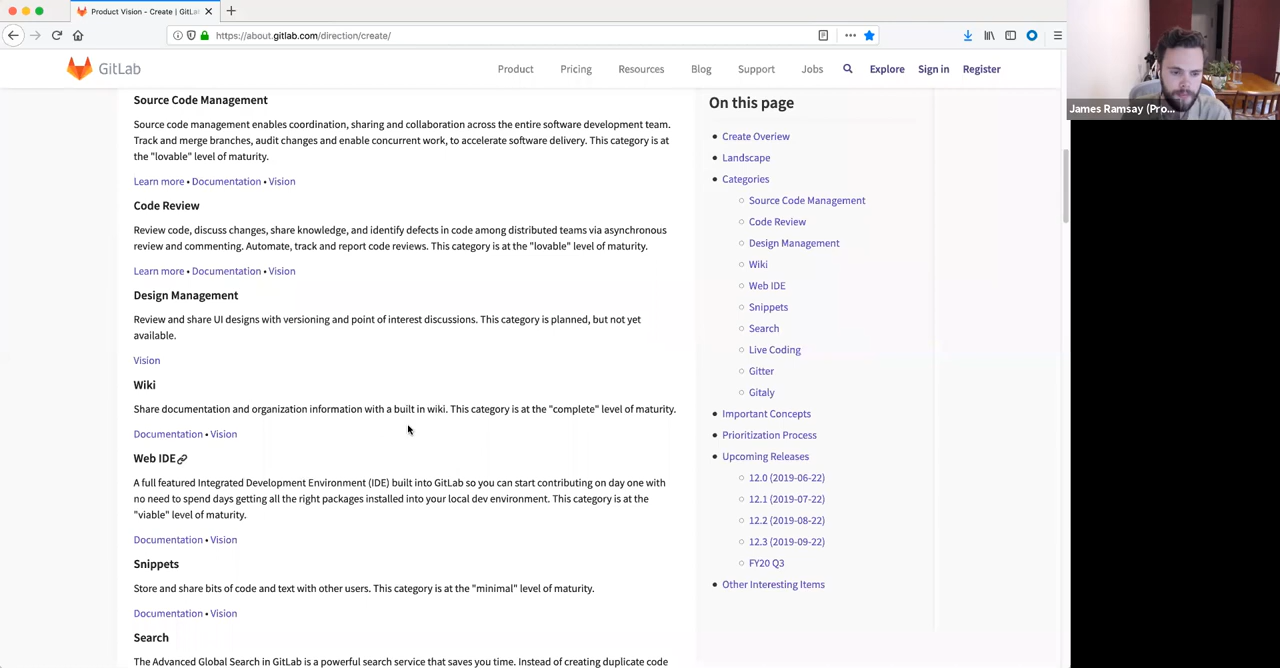 Product Vision - Create | GitLab
https://about.gitlab.com/direction/create/
GitLab
Product
Pricing
Resources
Blog
Support
Jobs
Explore
Sign in
Register
Source Code Management
Source code management enables coordination, sharing and collaboration across the entire software development team.
Track and merge branches, audit changes and enable concurrent work, to accelerate software delivery. This category is at
the "lovable" level of maturity.
Learn more • Documentation • Vision
Code Review
Review code, discuss changes, share knowledge, and identify defects in code among distributed teams via asynchronous
review and commenting. Automate, track and report code reviews. This category is at the "lovable" level of maturity.
Learn more • Documentation • Vision
Design Management
Review and share UI designs with versioning and point of interest discussions. This category is planned, but not yet
available.
Vision
Wiki
Share documentation and organization information with a built in wiki. This category is at the "complete" level of maturity.
Documentation • Vision
Web IDE
A full featured Integrated Development Environment (IDE) built into GitLab so you can start contributing on day one with
no need to spend days getting all the right packages installed into your local dev environment. This category is at the
"viable" level of maturity.
Documentation • Vision
Snippets
Store and share bits of code and text with other users. This category is at the "minimal" level of maturity.
Documentation • Vision
Search
The Advanced Global Search in GitLab is a powerful search service that saves you time. Instead of creating duplicate code
On this page
• Create Overiew
• Landscape
• Categories
○ Source Code Management
○ Code Review
○ Design Management
○ Wiki
○ Web IDE
○ Snippets
○ Search
○ Live Coding
○ Gitter
○ Gitaly
• Important Concepts
• Prioritization Process
• Upcoming Releases
○ 12.0 (2019-06-22)
○ 12.1 (2019-07-22)
○ 12.2 (2019-08-22)
○ 12.3 (2019-09-22)
○ FY20 Q3
• Other Interesting Items
James Ramsay (Pro...